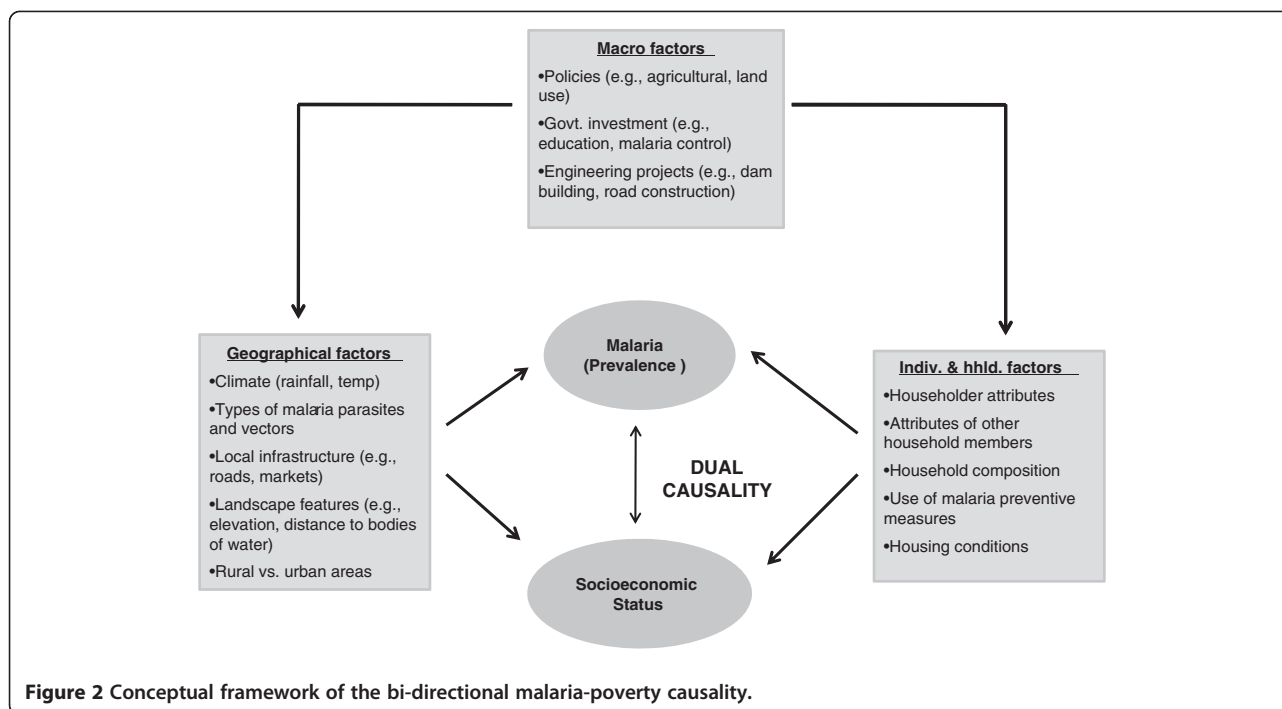 Macro factors
•Policies (e.g., agricultural, land
use)
•Govt. investment (e.g.,
education, malaria control)
•Engineering projects (e.g., dam
building, road construction)
Geographical factors
•Climate (rainfall, temp)
•Types of malaria parasites
and vectors
•Local infrastructure (e.g.,
roads, markets)
•Landscape features (e.g.,
elevation, distance to bodies
of water)
•Rural vs. urban areas
Malaria
(Prevalence )
DUAL
CAUSALITY
Socioeconomic
Status
Indiv. & hhld. factors
•Householder attributes
•Attributes of other
household members
•Household composition
•Use of malaria preventive
measures
•Housing conditions
Figure 2 Conceptual framework of the bi-directional malaria-poverty causality.